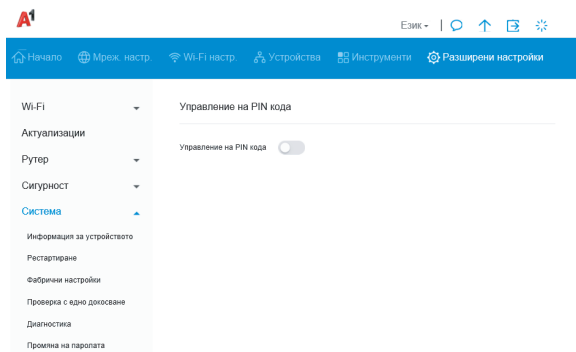 A1
Език
Начало Мреж. настр. Wi-Fi настр. Устройства Инструменти Разширени настройки
Wi-Fi
Актуализации
Рутер
Сигурност
Система
Информация за устройството
Рестартиране
Фабрични настройки
Проверка с едно докосване
Диагностика
Промяна на паролата
Управление на PIN кода
Управление на PIN кода